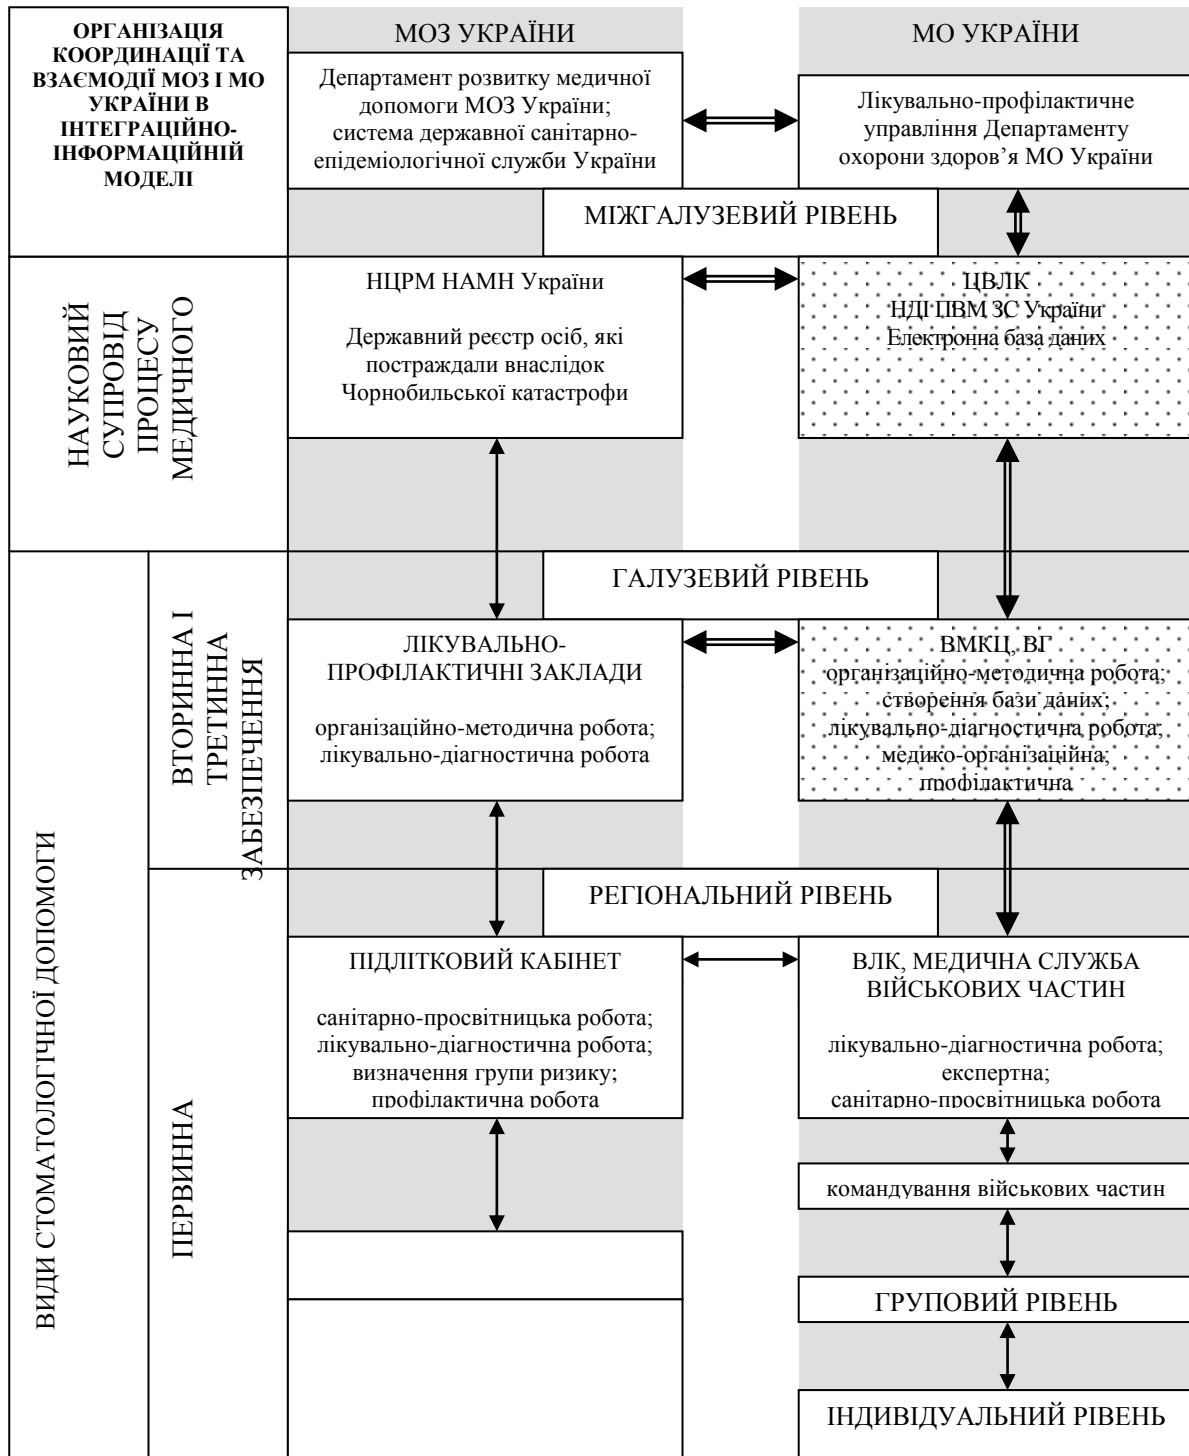 ОРГАНІЗАЦІЯ
КООРДИНАЦІЇ ТА
ВЗАЄМОДІЇ МОЗ І МО
УКРАЇНИ В
ІНТЕГРАЦІЙНО-
ІНФОРМАЦІЙНІЙ
МОДЕЛІ
МОЗ УКРАЇНИ
МО УКРАЇНИ
Департамент розвитку медичної
допомоги МОЗ України;
система державної санітарно-
епідеміологічної служби України
Лікувально-профілактичне
управління Департаменту
охорони здоров’я МО України
МІЖГАЛУЗЕВИЙ РІВЕНЬ
НАУКОВИЙ
СУПРОВІД
ПРОЦЕСУ
МЕДИЧНОГО
НЦРМ НАМН України
Державний реєстр осіб, які
постраждали внаслідок
Чорнобильської катастрофи
ЦВЛК
НДІ ПВМ ЗС України
Електронна база даних
ГАЛУЗЕВИЙ РІВЕНЬ
ВИДИ СТОМАТОЛОГІЧНОЇ ДОПОМОГИ
ВТОРИННА І
ТРЕТИННА
ЗАБЕЗПЕЧЕННЯ
ЛІКУВАЛЬНО-
ПРОФІЛАКТИЧНІ ЗАКЛАДИ
організаційно-методична робота;
лікувально-діагностична робота
ВМКЦ, ВГ
організаційно-методична робота;
створення бази даних;
лікувально-діагностична робота;
медико-організаційна;
профілактична
РЕГІОНАЛЬНИЙ РІВЕНЬ
ПЕРВИННА
ПІДЛІТКОВИЙ КАБІНЕТ
санітарно-просвітницька робота;
лікувально-діагностична робота;
визначення групи ризику;
профілактична робота
ВЛК, МЕДИЧНА СЛУЖБА
ВІЙСЬКОВИХ ЧАСТИН
лікувально-діагностична робота;
експертна;
санітарно-просвітницька робота
командування військових частин
ГРУПОВИЙ РІВЕНЬ
ІНДИВІДУАЛЬНИЙ РІВЕНЬ